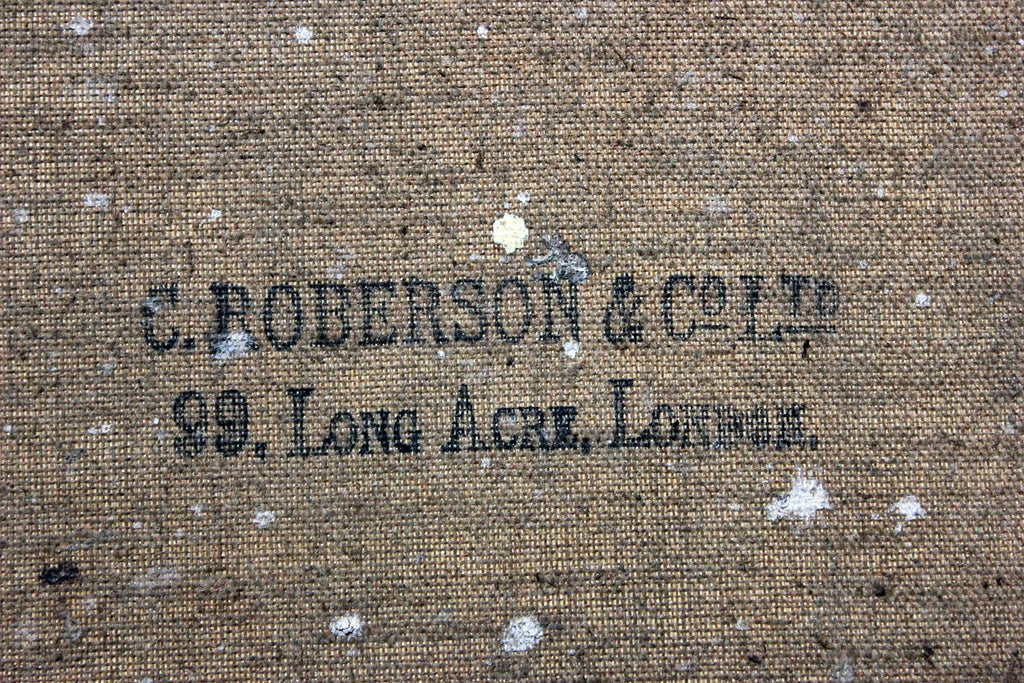 C. ROBERSON & Co LTD
99, LONG ACRE, LONDON.